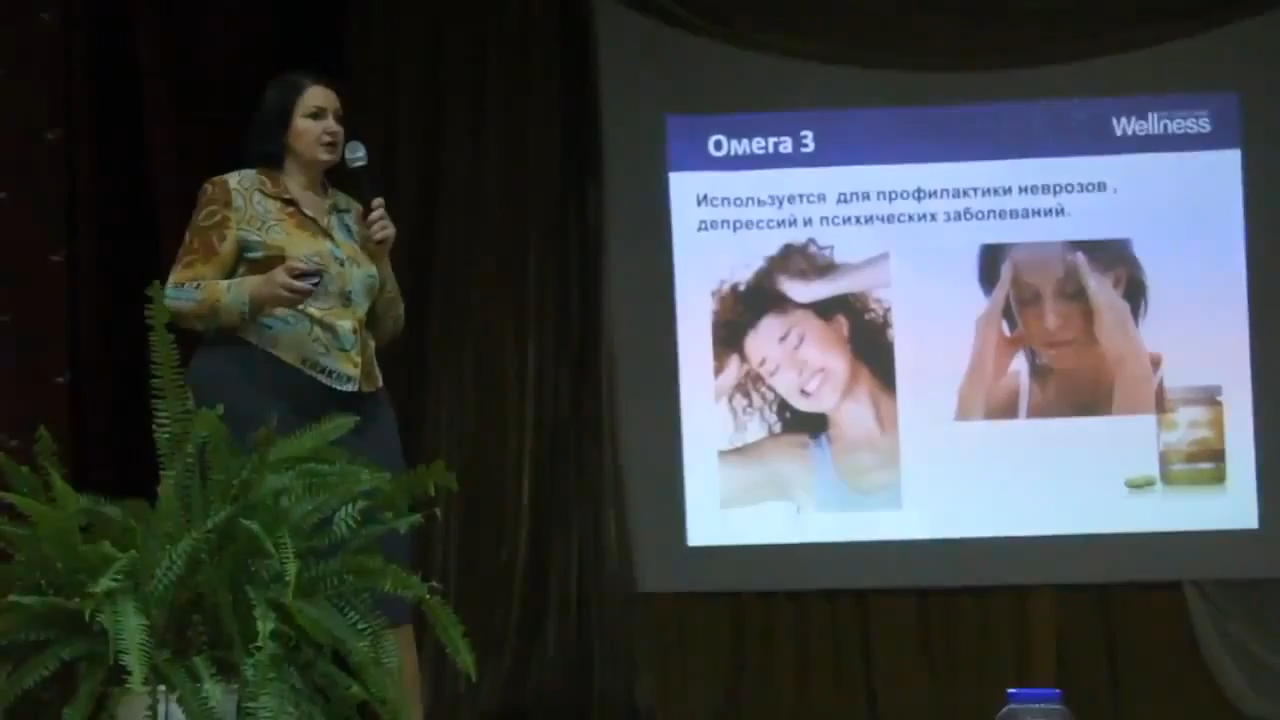 Омега 3
Wellness
Используется для профилактики неврозов ,
депрессий и психических заболеваний.